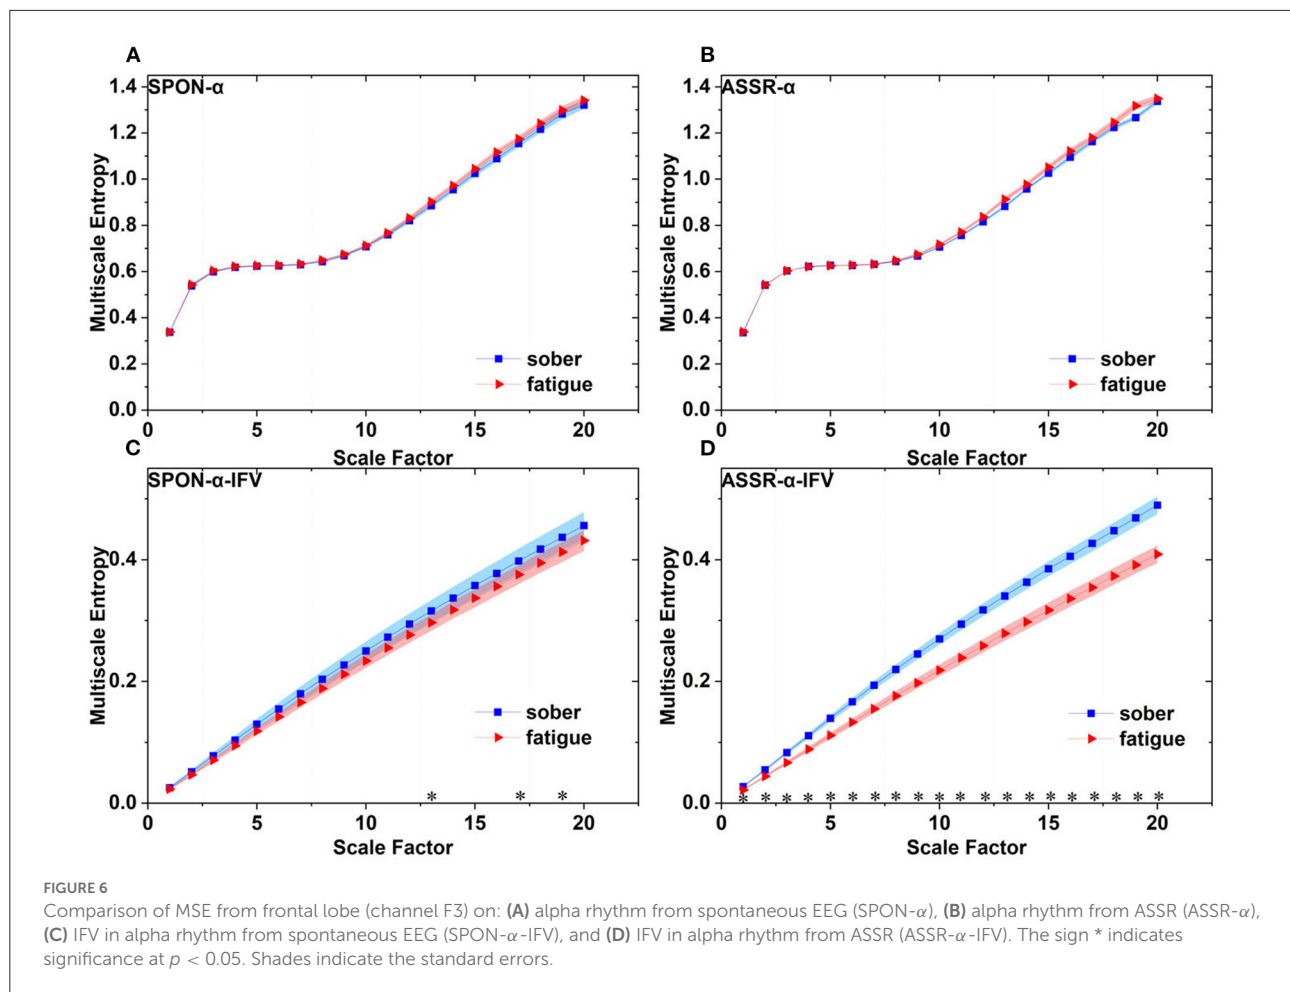 A
SPON-α
1.4
1.2
1.0
0.8
0.6
0.4
0.2
0.0
Multiscale Entropy
sober
fatigue
0 5 10 15 20
Scale Factor
B
ASSR-α
1.4
1.2
1.0
0.8
0.6
0.4
0.2
0.0
Multiscale Entropy
sober
fatigue
0 5 10 15 20
Scale Factor
C
SPON-α-IFV
0.4
0.2
0.0
Multiscale Entropy
sober
fatigue
* * *
0 5 10 15 20
Scale Factor
D
ASSR-α-IFV
0.4
0.2
0.0
Multiscale Entropy
sober
fatigue
* * * * * * * * * * * * * * * * * * * *
0 5 10 15 20
Scale Factor
FIGURE 6
Comparison of MSE from frontal lobe (channel F3) on: (A) alpha rhythm from spontaneous EEG (SPON-α), (B) alpha rhythm from ASSR (ASSR-α),
(C) IFV in alpha rhythm from spontaneous EEG (SPON-α-IFV), and (D) IFV in alpha rhythm from ASSR (ASSR-α-IFV). The sign * indicates
significance at p < 0.05. Shades indicate the standard errors.